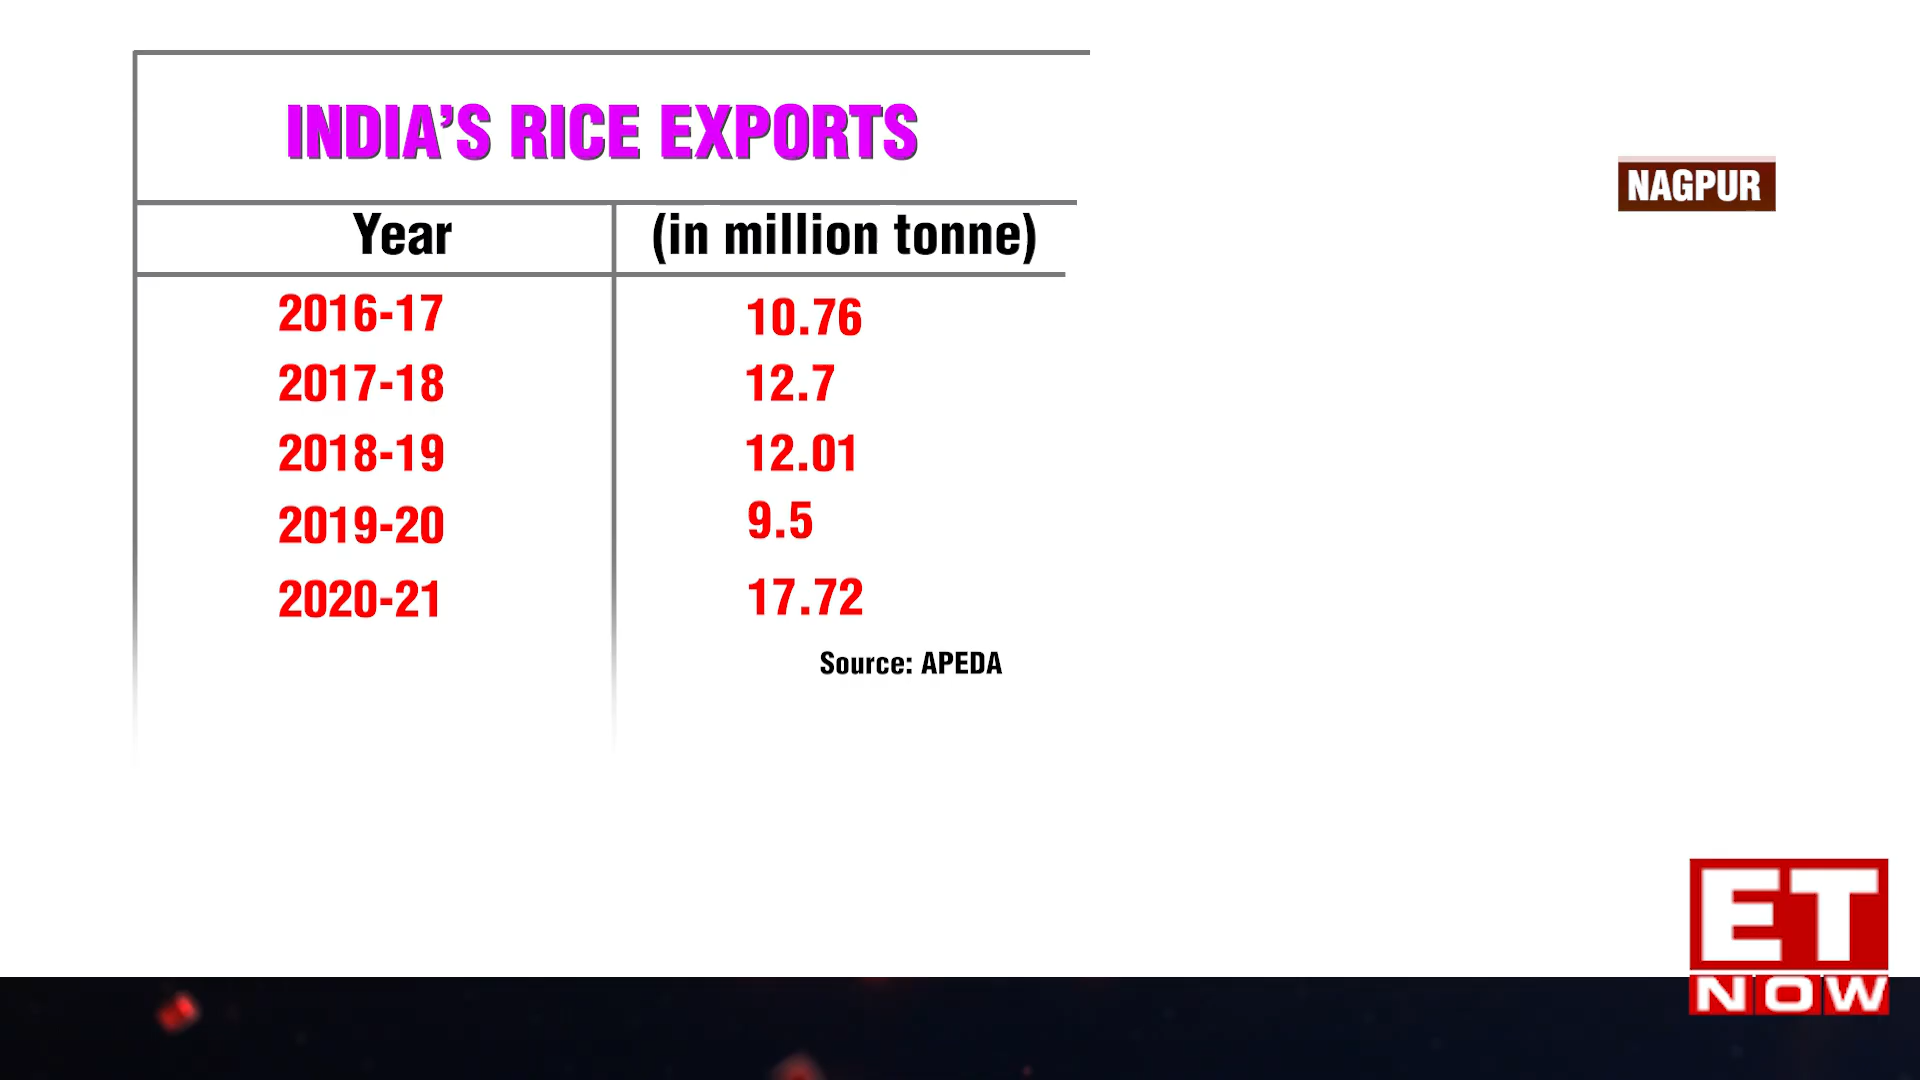 INDIA'S RICE EXPORTS
NAGPUR
Year (in million tonne)
2016-17 10.76
2017-18 12.7
2018-19 12.01
2019-20 9.5
2020-21 17.72
Source: APEDA
ET
NOW